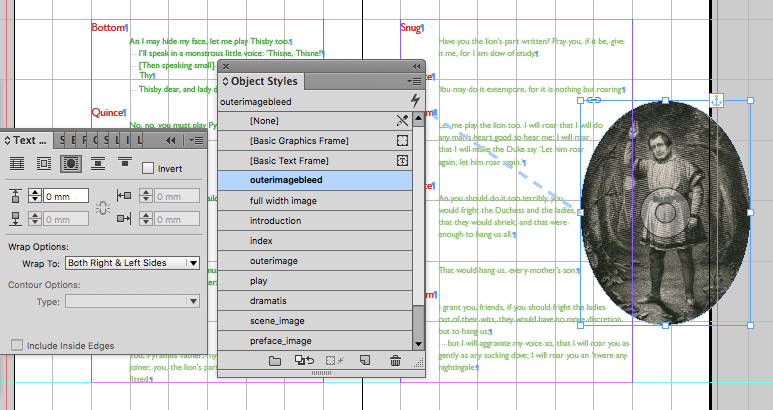 Bottom¶
An I may hide my face, let me play Thisby too.¶
I'll speak in a monstrous little voice: 'Thisne, Thisne!'
[Then speaking small]
Thy
Thisby dear, and lady d
Quince
No, no, you must play Py
joiner, you, the lion's part
fitted.
Snug¶
Have you the lion's part written? Pray you, if it be, give
it me, for I am slow of study.¶
ce
You may do it extempore, for it is nothing but roaring.
m
me play the lion too. I will roar that I will do
any man's heart good to hear me; I will roar
that I will make the Duke say 'Let him roar
again, let him roar again.'¶
ce
An you should do it too terribly, you
would fright the Duchess and the ladies,
that they would shriek; and that were
enough to hang us all.¶
That would hang us, every mother's son.¶
m
grant you, friends, if you should fright the ladies
out of their wits, they would have no more discretion
but to hang us;
but I will aggravate my voice so, that I will roar you as
gently as any sucking dove; I will roar you an 'twere any
nightingale.¶
Object Styles
outerimagebleed
[None]
[Basic Graphics Frame]
[Basic Text Frame]
outerimagebleed
full width image
introduction
index
outerimage
play
dramatis
scene_image
preface_image
Text ...
Invert
0 mm
0 mm
0 mm
0 mm
Wrap Options:
Wrap To: Both Right & Left Sides
Contour Options:
Type:
Include Inside Edges